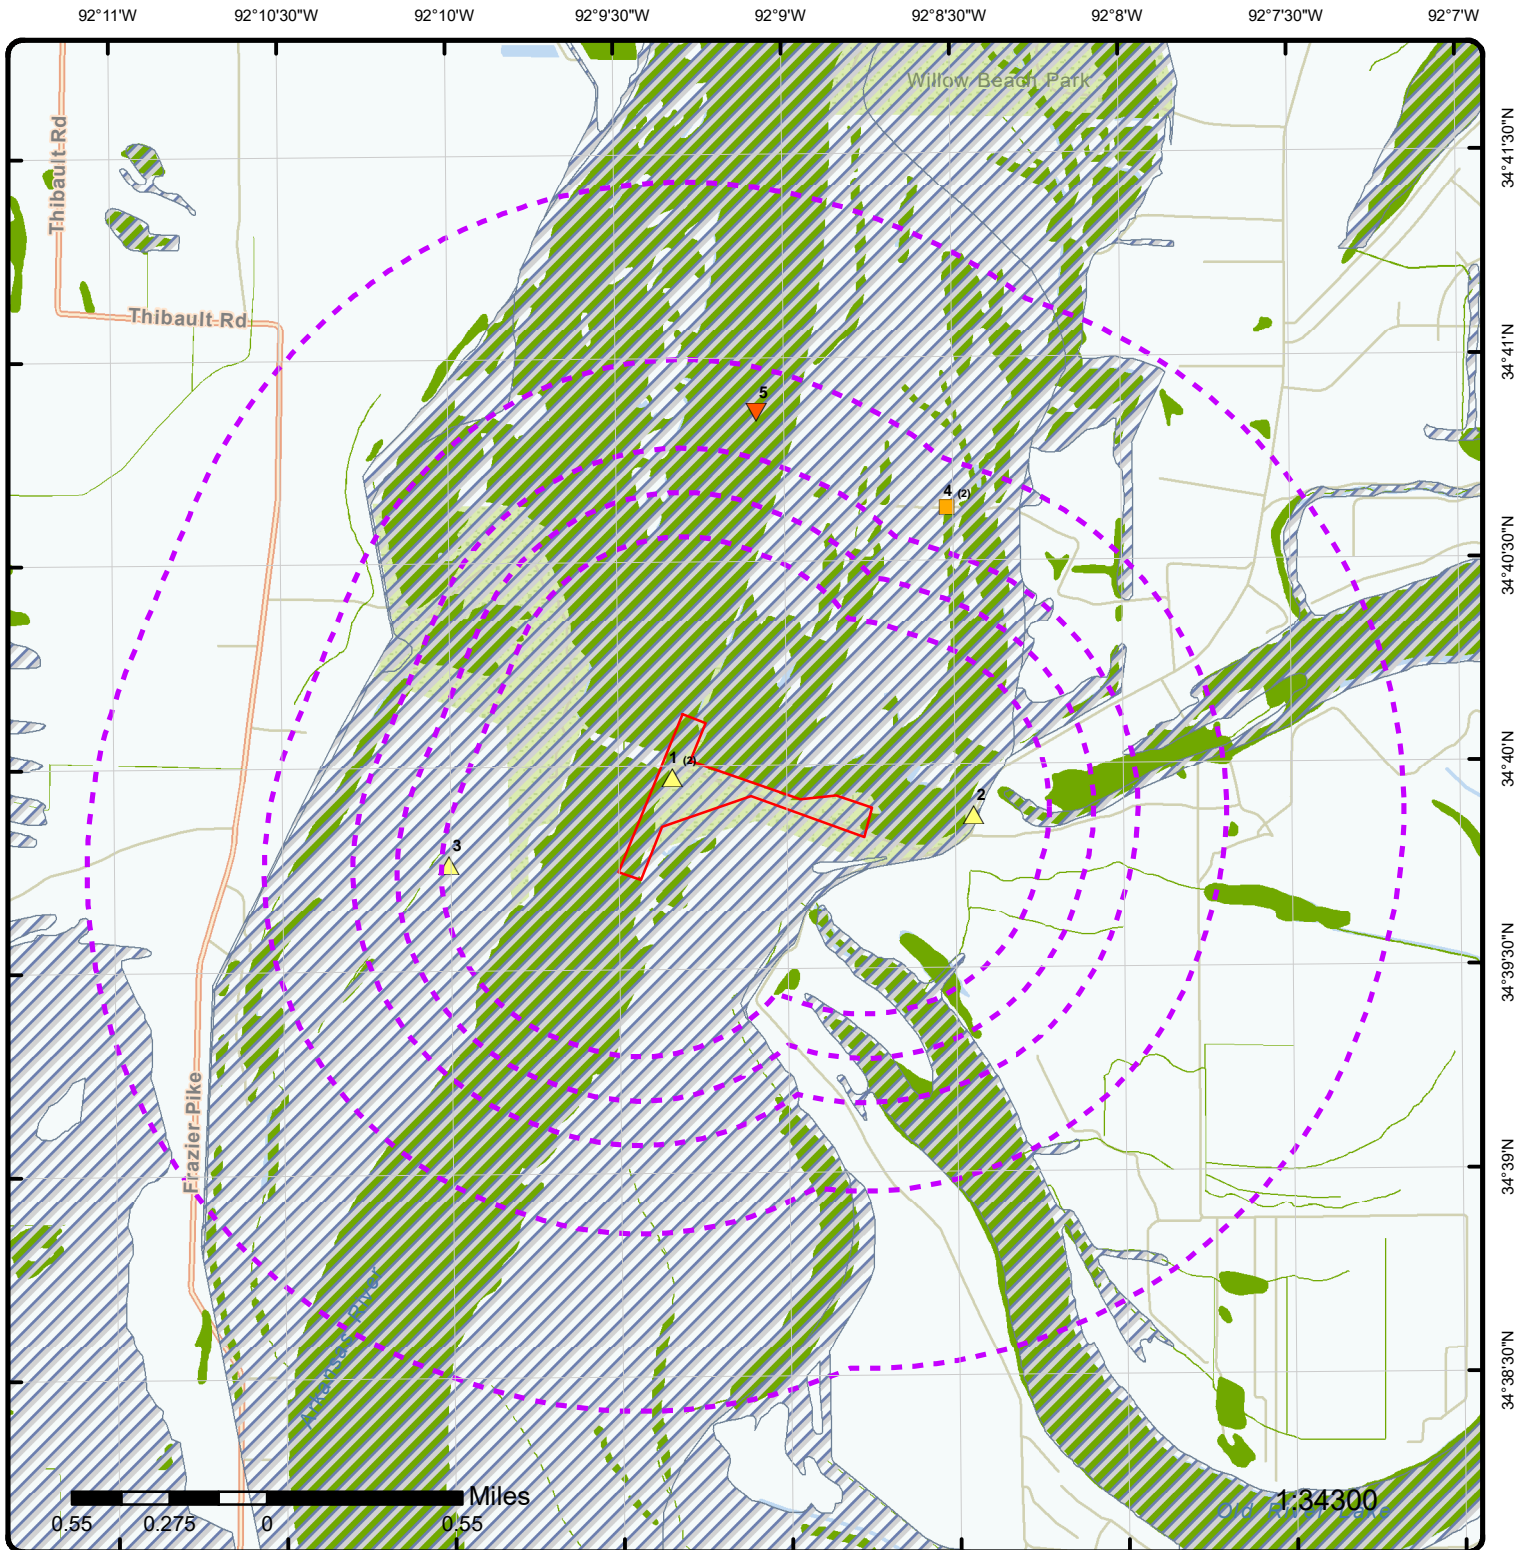 92°11'W 92°10'30"W 92°10'W 92°9'30"W 92°9'W 92°8'30"W 92°8'W 92°7'30"W 92°7'W
Willow Beach Park
34°41'30"N
Thibault Rd
Thibault Rd
34°41'N
5
4 (2)
34°40'30"N
34°40'N
2
3
34°39'30"N
Frazier Pike
34°39'N
Arkansas River
34°38'30"N
Miles
0.55 0.275 0 0.55
1:34300
Old River Lake